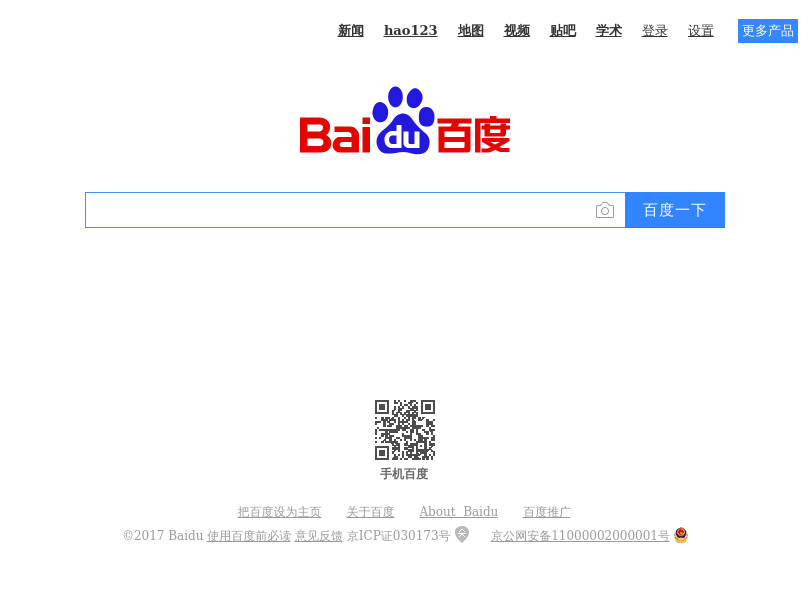 新闻 hao123 地图 视频 贴吧 学术 登录 设置 更多产品
Bai du 百度
百度一下
手机百度
把百度设为主页 关于百度 About Baidu 百度推广
©2017 Baidu 使用百度前必读 意见反馈 京ICP证030173号 京公网安备11000002000001号